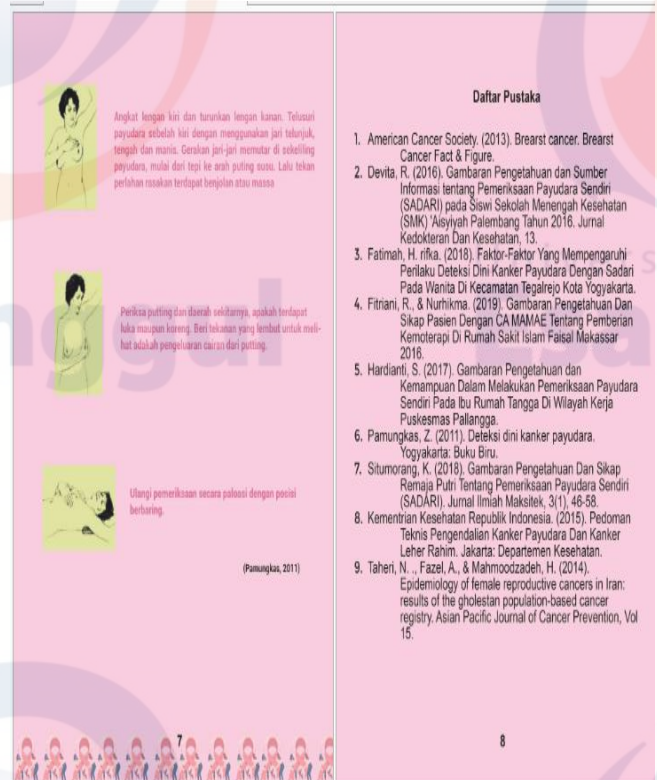 Angkat lengan kiri dan turunkan lengan kanan. Telusuri
payudara sebelah kiri dengan menggunakan jari telunjuk,
tengah dan manis. Gerakan jari-jari memutar di sekeliling
payudara, mulai dari tepi ke arah puting susu. Lalu tekan
perlahan rasakan terdapat benjolan atau massa
Periksa putting dan daerah sekitarnya, apakah terdapat
luka maupun koreng. Beri tekanan yang lembut untuk meli-
hat adakah pengeluaran cairan dari putting.
Ulangi pemeriksaan secara palpasi dengan posisi
berbaring.
(Pamungkas, 2011)
7
Daftar Pustaka
1. American Cancer Society. (2013). Brearst cancer. Breast
Cancer Fact & Figure.
2. Devita, R. (2016). Gambaran Pengetahuan dan Sumber
Informasi tentang Pemeriksaan Payudara Sendiri
(SADARI) pada Siswi Sekolah Menengah Kesehatan
(SMK) 'Aisyiyah Palembang Tahun 2016. Jurnal
Kedokteran Dan Kesehatan, 13.
3. Fatimah, H. rifka. (2018). Faktor-Faktor Yang Mempengaruhi
Perilaku Deteksi Dini Kanker Payudara Dengan Sadari
Pada Wanita Di Kecamatan Tegalrejo Kota Yogyakarta.
4. Fitriani, R., & Nurhikma. (2019). Gambaran Pengetahuan Dan
Sikap Pasien Dengan CA MAMAE Tentang Pemberian
Kemoterapi Di Rumah Sakit Islam Faisal Makassar
2016.
5. Hardianti, S. (2017). Gambaran Pengetahuan dan
Kemampuan Dalam Melakukan Pemeriksaan Payudara
Sendiri Pada Ibu Rumah Tangga Di Wilayah Kerja
Puskesmas Pallangga.
6. Pamungkas, Z. (2011). Deteksi dini kanker payudara.
Yogyakarta: Buku Biru.
7. Situmorang, K. (2018). Gambaran Pengetahuan Dan Sikap
Remaja Putri Tentang Pemeriksaan Payudara Sendiri
(SADARI). Jurnal Ilmiah Maksitek, 3(1), 46-58.
8. Kementrian Kesehatan Republik Indonesia. (2015). Pedoman
Teknis Pengendalian Kanker Payudara Dan Kanker
Leher Rahim. Jakarta: Departemen Kesehatan.
9. Taheri, N. ., Fazel, A., & Mahmoodzadeh, H. (2014).
Epidemiology of female reproductive cancers in Iran:
results of the gholestan population-based cancer
registry. Asian Pacific Journal of Cancer Prevention, Vol
15.
8